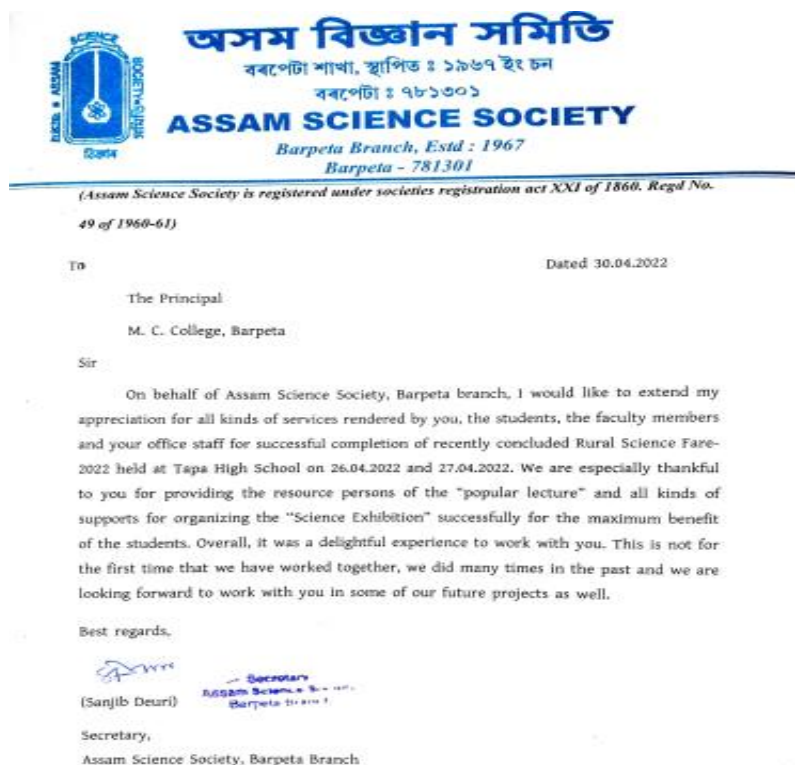 অসম বিজ্ঞান সমিতি
বৰপেটা শাখা, স্থাপিত ঃ ১৯৬৭ ইং চন
বৰপেটা ঃ ৭৮১৩০১
ASSAM SCIENCE SOCIETY
Barpeta Branch, Estd : 1967
Barpeta - 781301
SCIENCE
SOCIETY
বিজ্ঞান
(Assam Science Society is registered under societies registration act XXI of 1860. Regd No.
49 of 1960-61)
To
Dated 30.04.2022
The Principal
M. C. College, Barpeta
Sir
On behalf of Assam Science Society, Barpeta branch, I would like to extend my
appreciation for all kinds of services rendered by you, the students, the faculty members
and your office staff for successful completion of recently concluded Rural Science Fare-
2022 held at Tapa High School on 26.04.2022 and 27.04.2022. We are especially thankful
to you for providing the resource persons of the "popular lecture" and all kinds of
supports for organizing the "Science Exhibition" successfully for the maximum benefit
of the students. Overall, it was a delightful experience to work with you. This is not for
the first time that we have worked together, we did many times in the past and we are
looking forward to work with you in some of our future projects as well.
Best regards,
Secretary
Assam Science
Barpeta
(Sanjib Deuri)
Secretary,
Assam Science Society, Barpeta Branch